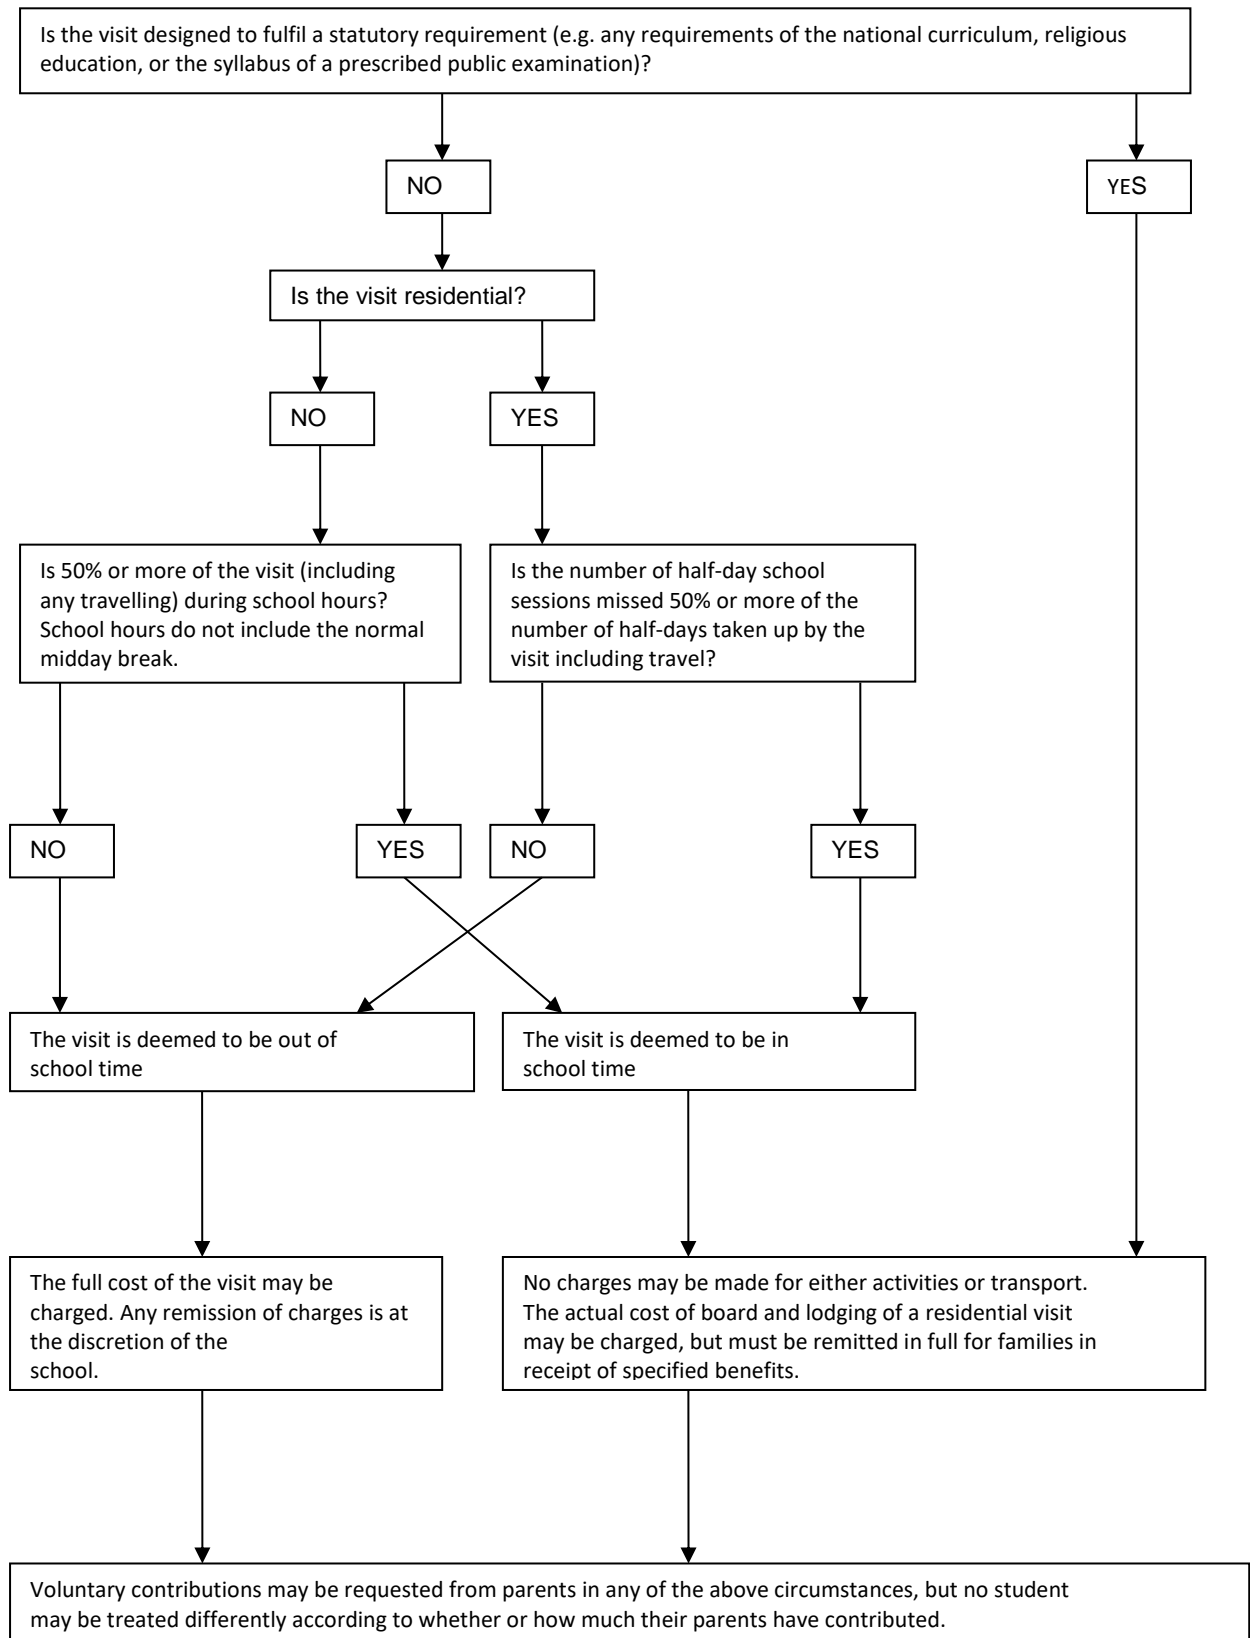 Is the visit designed to fulfil a statutory requirement (e.g. any requirements of the national curriculum, religious
education, or the syllabus of a prescribed public examination)?
NO
YES
Is the visit residential?
NO
YES
Is 50% or more of the visit (including
any travelling) during school hours?
School hours do not include the normal
midday break.
Is the number of half-day school
sessions missed 50% or more of the
number of half-days taken up by the
visit including travel?
NO
YES
NO
YES
The visit is deemed to be out of
school time
The visit is deemed to be in
school time
The full cost of the visit may be
charged. Any remission of charges is at
the discretion of the
school.
No charges may be made for either activities or transport.
The actual cost of board and lodging of a residential visit
may be charged, but must be remitted in full for families in
receipt of specified benefits.
Voluntary contributions may be requested from parents in any of the above circumstances, but no student
may be treated differently according to whether or how much their parents have contributed.